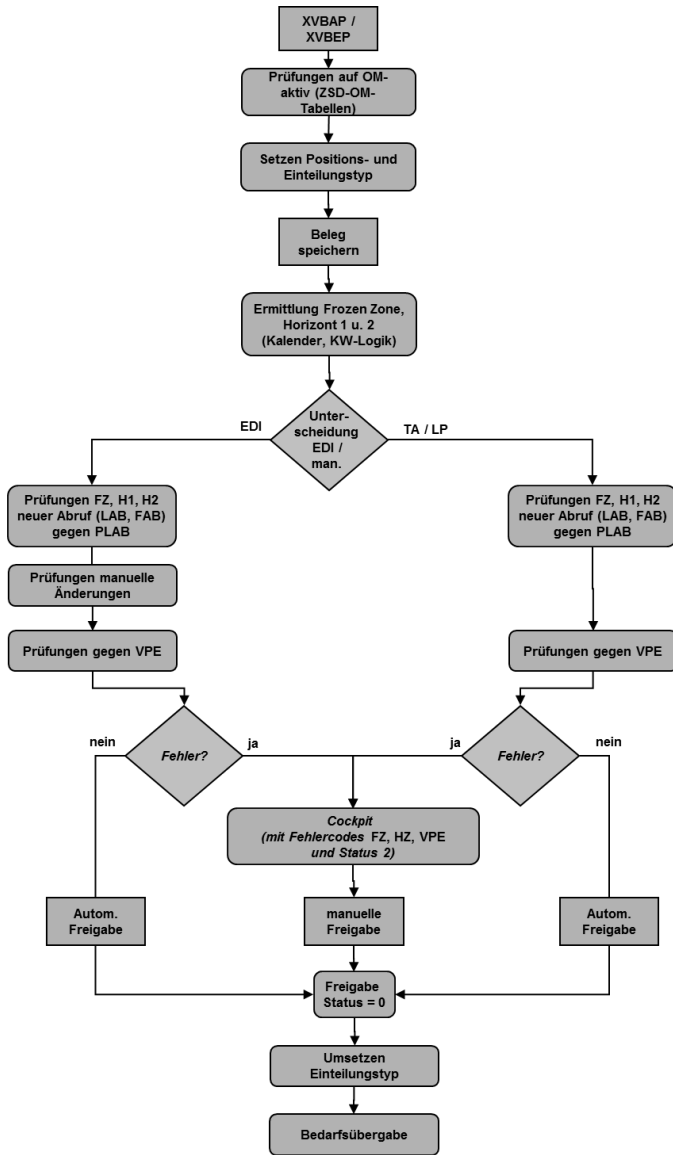 XVBAP /
XVBEP
Prüfungen auf OM-
aktiv (ZSD-OM-
Tabellen)
Setzen Positions- und
Einteilungstyp
Beleg
speichern
Ermittlung Frozen Zone,
Horizont 1 u. 2
(Kalender, KW-Logik)
Unter-
scheidung
EDI /
man.
EDI
TA / LP
Prüfungen FZ, H1, H2
neuer Abruf (LAB, FAB)
gegen PLAB
Prüfungen manuelle
Änderungen
Prüfungen gegen VPE
Prüfungen FZ, H1, H2
neuer Abruf (LAB, FAB)
gegen PLAB
Prüfungen gegen VPE
nein
Fehler?
ja
ja
Fehler?
nein
Cockpit
(mit Fehlercodes FZ, HZ, VPE
und Status 2)
Autom.
Freigabe
manuelle
Freigabe
Autom.
Freigabe
Freigabe
Status = 0
Umsetzen
Einteilungstyp
Bedarfsübergabe